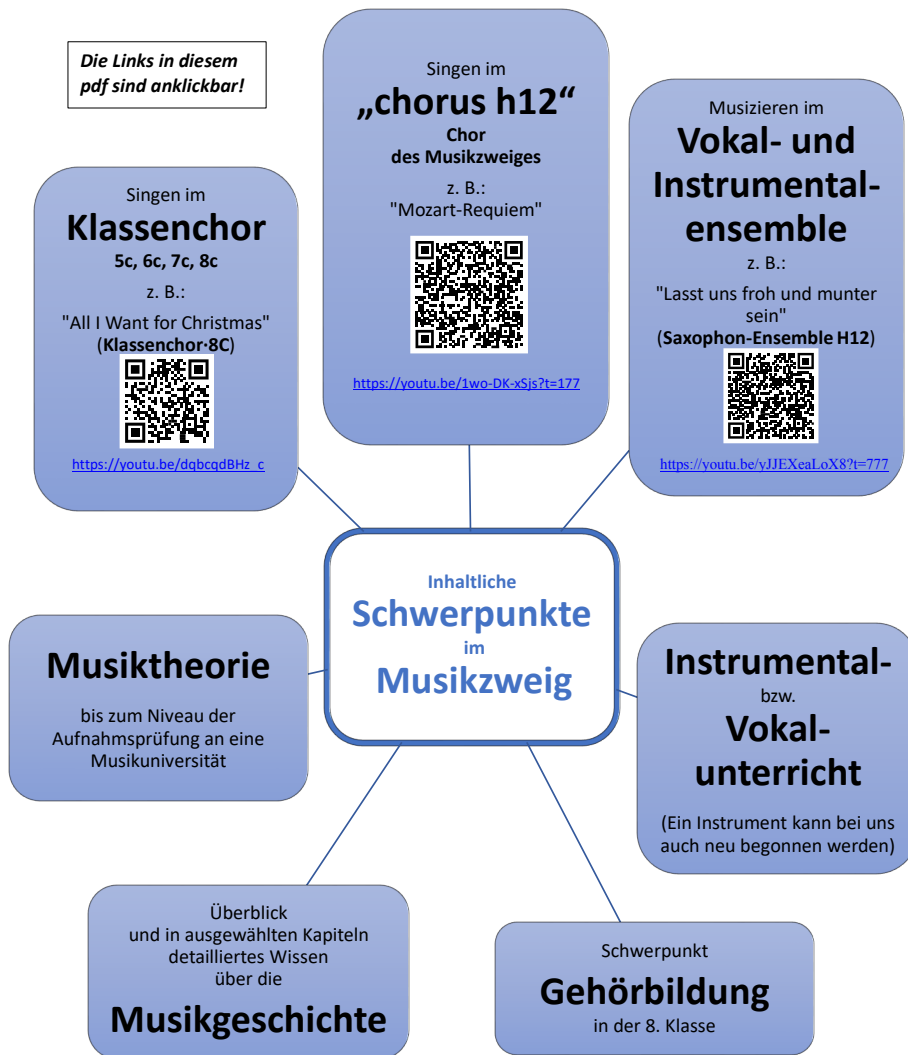 Die Links in diesem
pdf sind anklickbar!
Singen im
„chorus h12“
Chor
des Musikzweiges
z. B.:
"Mozart-Requiem"
https://youtu.be/1wo-DK-xSjs?t=177
Musizieren im
Vokal- und
Instrumental-
ensemble
z. B.:
"Lasst uns froh und munter
sein"
(Saxophon-Ensemble H12)
https://youtu.be/yJJEXeaLoX8?t=777
Singen im
Klassenchor
5c, 6c, 7c, 8c
z. B.:
"All I Want for Christmas"
(Klassenchor·8C)
https://youtu.be/dqbcqdBHz_c
Inhaltliche
Schwerpunkte
im
Musikzweig
Musiktheorie
bis zum Niveau der
Aufnahmsprüfung an eine
Musikuniversität
Instrumental-
bzw.
Vokal-
unterricht
(Ein Instrument kann bei uns
auch neu begonnen werden)
Überblick
und in ausgewählten Kapiteln
detailliertes Wissen
über die
Musikgeschichte
Schwerpunkt
Gehörbildung
in der 8. Klasse